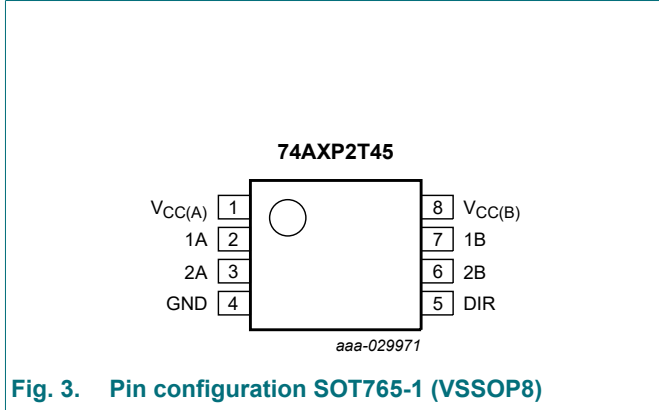 74AXP2T45
VCC(A) 1 8 VCC(B)
1A 2 7 1B
2A 3 6 2B
GND 4 5 DIR
aaa-029971
Fig. 3. Pin configuration SOT765-1 (VSSOP8)